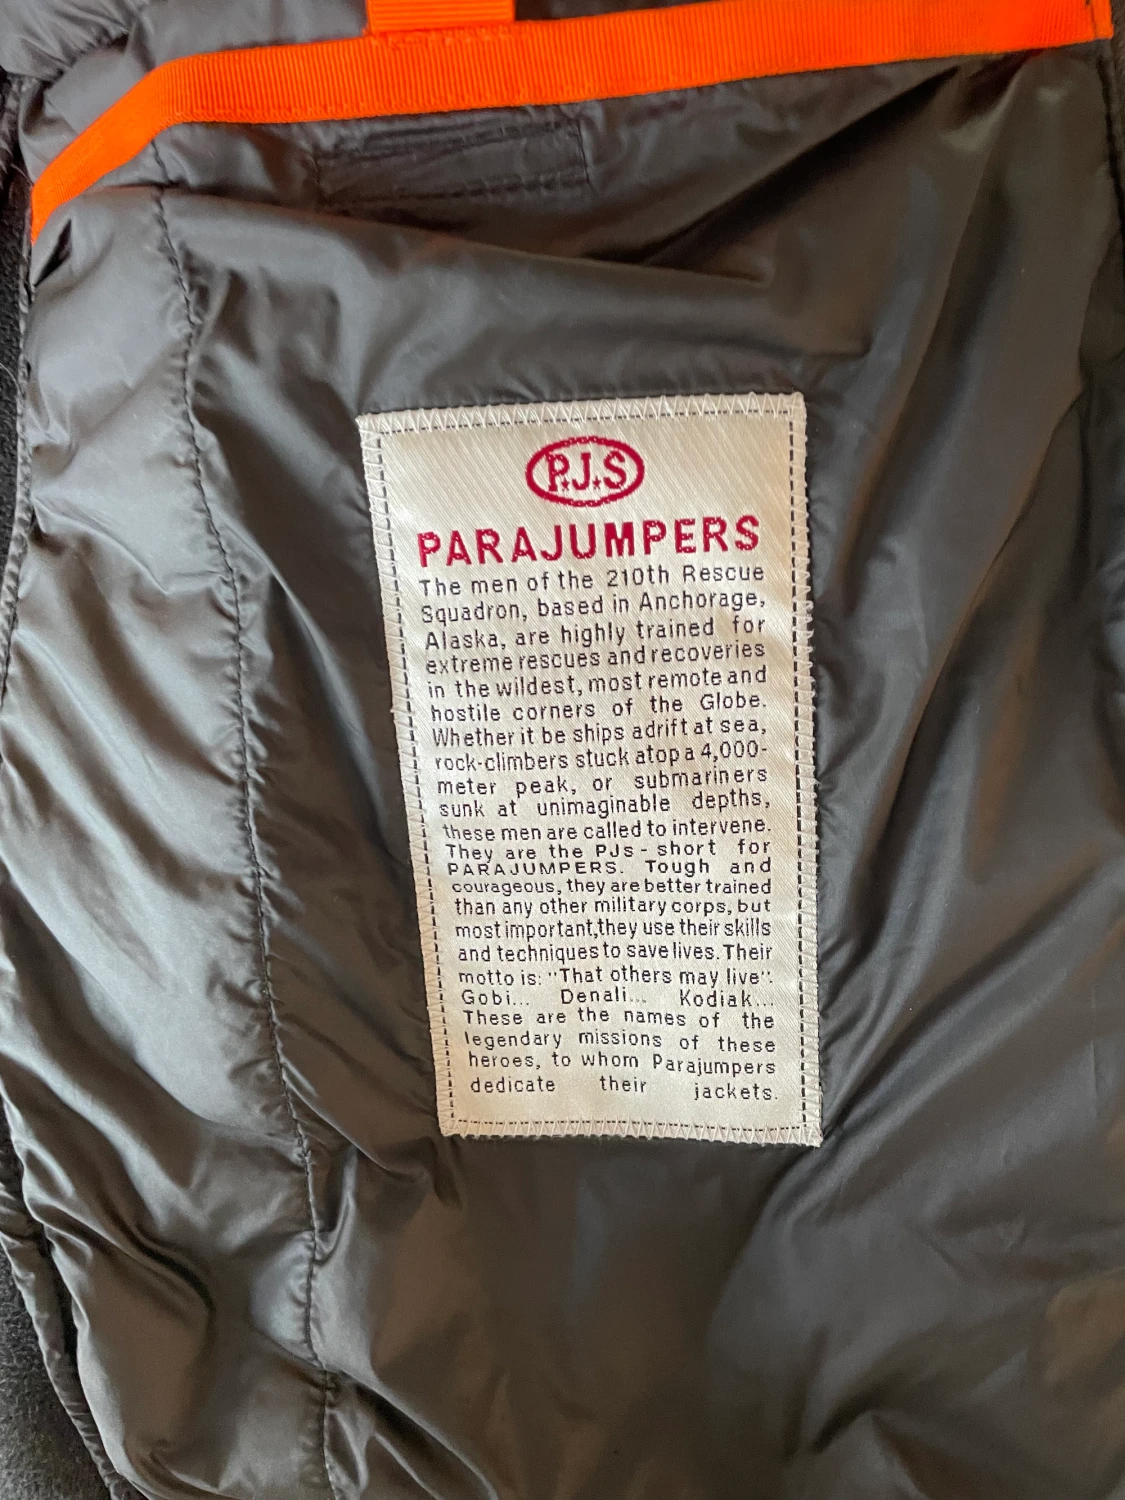 P.J.S
PARAJUMPERS
The men of the 210th Rescue
Squadron, based in Anchorage,
Alaska, are highly trained for
extreme rescues and recoveries
in the wildest, most remote and
hostile corners of the Globe.
Whether it be ships adrift at sea,
rock-climbers stuck atop a 4,000-
meter peak, or submariners
sunk at unimaginable depths,
these men are called to intervene.
They are the PJs - short for
PARAJUMPERS. Tough and
courageous, they are better trained
than any other military corps, but
most important,they use their skills
and techniques to save lives. Their
motto is: "That others may live".
Gobi... Denali... Kodiak...
These are the names of the
legendary missions of these
heroes, to whom Parajumpers
dedicate their jackets.